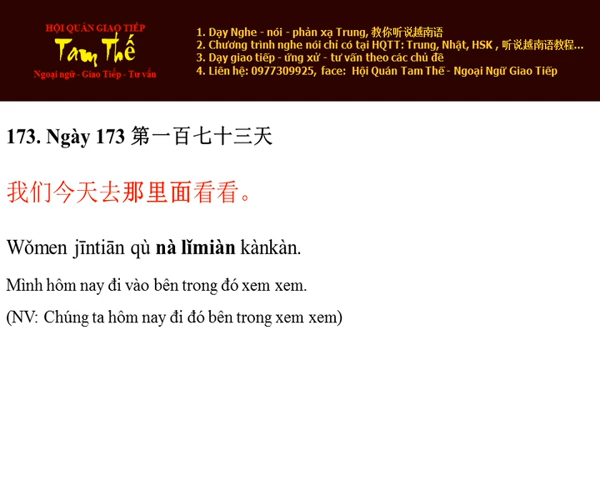 HỘI QUÁN GIAO TIẾP
Tam Thế
Ngoại ngữ - Giao Tiếp - Tư vấn
1. Dạy Nghe - nói - phản xạ Trung, 教你听说越南语
2. Chương trình nghe nói chỉ có tại HQTT: Trung, Nhật, HSK , 听说越南语教程...
3. Dạy giao tiếp - ứng xử - tư vấn theo các chủ đề
4. Liên hệ: 0977309925, face: Hội Quán Tam Thế - Ngoại Ngữ Giao Tiếp
173. Ngày 173 第一百七十三天
我们今天去那里面看看。
Wǒmen jīntiān qù nà lǐmiàn kànkàn.
Mình hôm nay đi vào bên trong đó xem xem.
(NV: Chúng ta hôm nay đi đó bên trong xem xem)